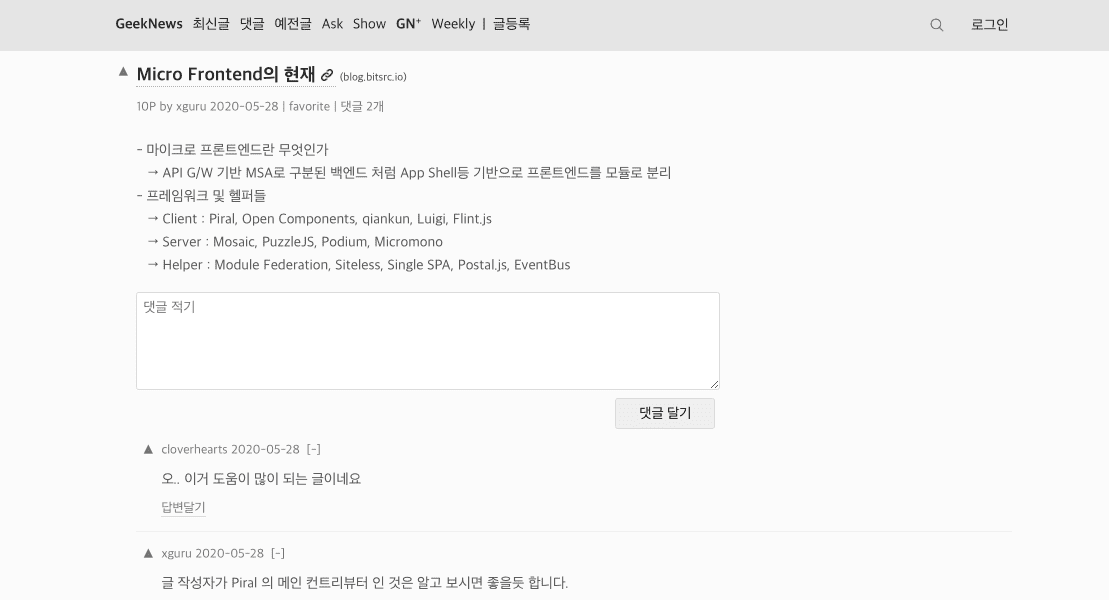 GeekNews 최신글 댓글 예전글 Ask Show GN⁺ Weekly | 글등록 로그인
▲ Micro Frontend의 현재 (blog.bitsrc.io)
10P by xguru 2020-05-28 | favorite | 댓글 2개
- 마이크로 프론트엔드란 무엇인가
→ API G/W 기반 MSA로 구분된 백엔드 처럼 App Shell등 기반으로 프론트엔드를 모듈로 분리
- 프레임워크 및 헬퍼들
→ Client : Piral, Open Components, qiankun, Luigi, Flint.js
→ Server : Mosaic, PuzzleJS, Podium, Micromono
→ Helper : Module Federation, Siteless, Single SPA, Postal.js, EventBus
댓글 적기
댓글 달기
▲ cloverhearts 2020-05-28 [-]
오.. 이거 도움이 많이 되는 글이네요
답변달기
▲ xguru 2020-05-28 [-]
글 작성자가 Piral 의 메인 컨트리뷰터 인 것은 알고 보시면 좋을듯 합니다.